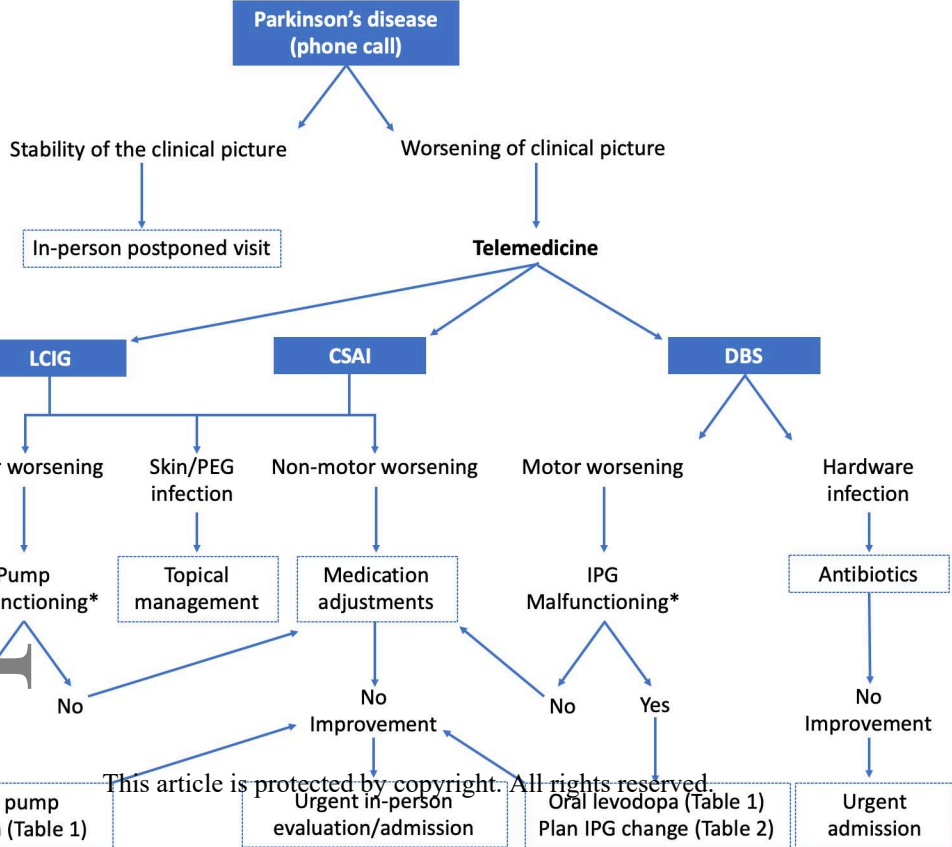 Parkinson's disease
(phone call)
Stability of the clinical picture
Worsening of clinical picture
In-person postponed visit
Telemedicine
LCIG
CSAI
DBS
r worsening
Skin/PEG
infection
Non-motor worsening
Motor worsening
Hardware
infection
Pump
nctioning*
Topical
management
Medication
adjustments
IPG
Malfunctioning*
Antibiotics
No
No
Improvement
No
Yes
No
Improvement
This article is protected by copyright. All rights reserved.
pump
(Table 1)
Urgent in-person
evaluation/admission
Oral levodopa (Table 1)
Plan IPG change (Table 2)
Urgent
admission